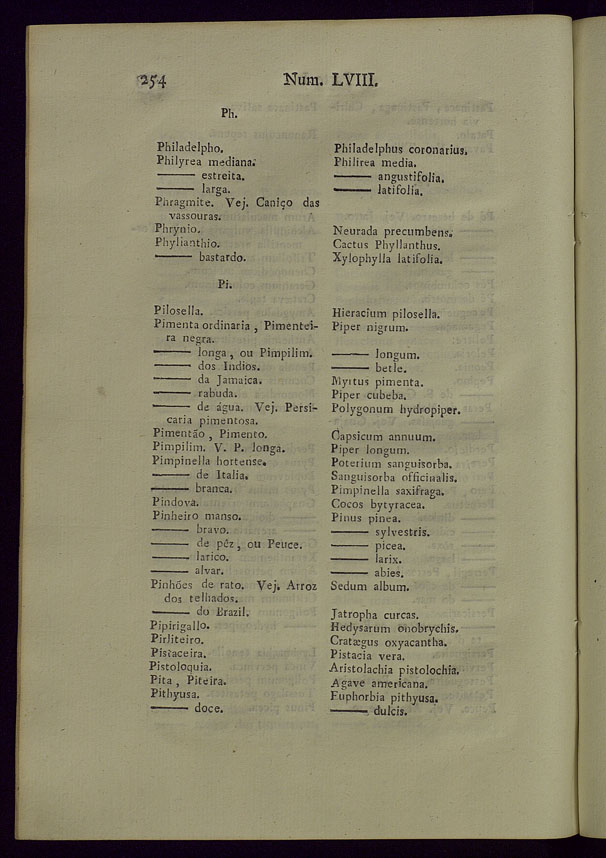 254 Num. LVIII.
Ph.
Philadelpho. Philadelphus coronarius.
Philyrea mediana. Philirea media.
——— estreita. ——— angustifolia.
——— larga. ——— latifolia.
Phragmite. Vej. Caniço das
vassouras.
Phrynio. Neurada precumbens.
Phylianthio. Cactus Phyllanthus.
——— bastardo. Xylophylla latifolia.
Pi.
Pilosella. Hieracium pilosella.
Pimenta ordinaria, Pimentei- Piper nigrum.
ra negra.
——— longa, ou Pimpilim. ——— longum.
——— dos Indios. ——— betle.
——— da Jamaica. Myrtus pimenta.
——— rabuda. Piper cubeba.
——— de água. Vej. Persi- Polygonum hydropiper.
caria pimentosa.
Pimentão, Pimento. Capsicum annuum.
Pimpilim. V. P. longa. Piper longum.
Pimpinella hortense. Poterium sanguisorba.
——— de Italia. Sanguisorba officinalis.
——— branca. Pimpinella saxifraga.
Pindova. Cocos bytyracea.
Pinheiro manso. Pinus pinea.
——— bravo. ——— sylvestris.
——— de pêz, ou Peuce. ——— picea.
——— larico. ——— larix.
——— alvar. ——— abies.
Pinhões de rato. Vej. Arroz Sedum album.
dos telhados.
——— do Brazil. Jatropha curcas.
Pipirigallo. Hedysarum onobrychis.
Pirliteiro. Cratægus oxyacantha.
Pistaceira. Pistacia vera.
Pistoloquia. Aristolachia pistolochia.
Pita, Piteira. Agave americana.
Pithyusa. Euphorbia pithyusa.
——— doce. ——— dulcis.